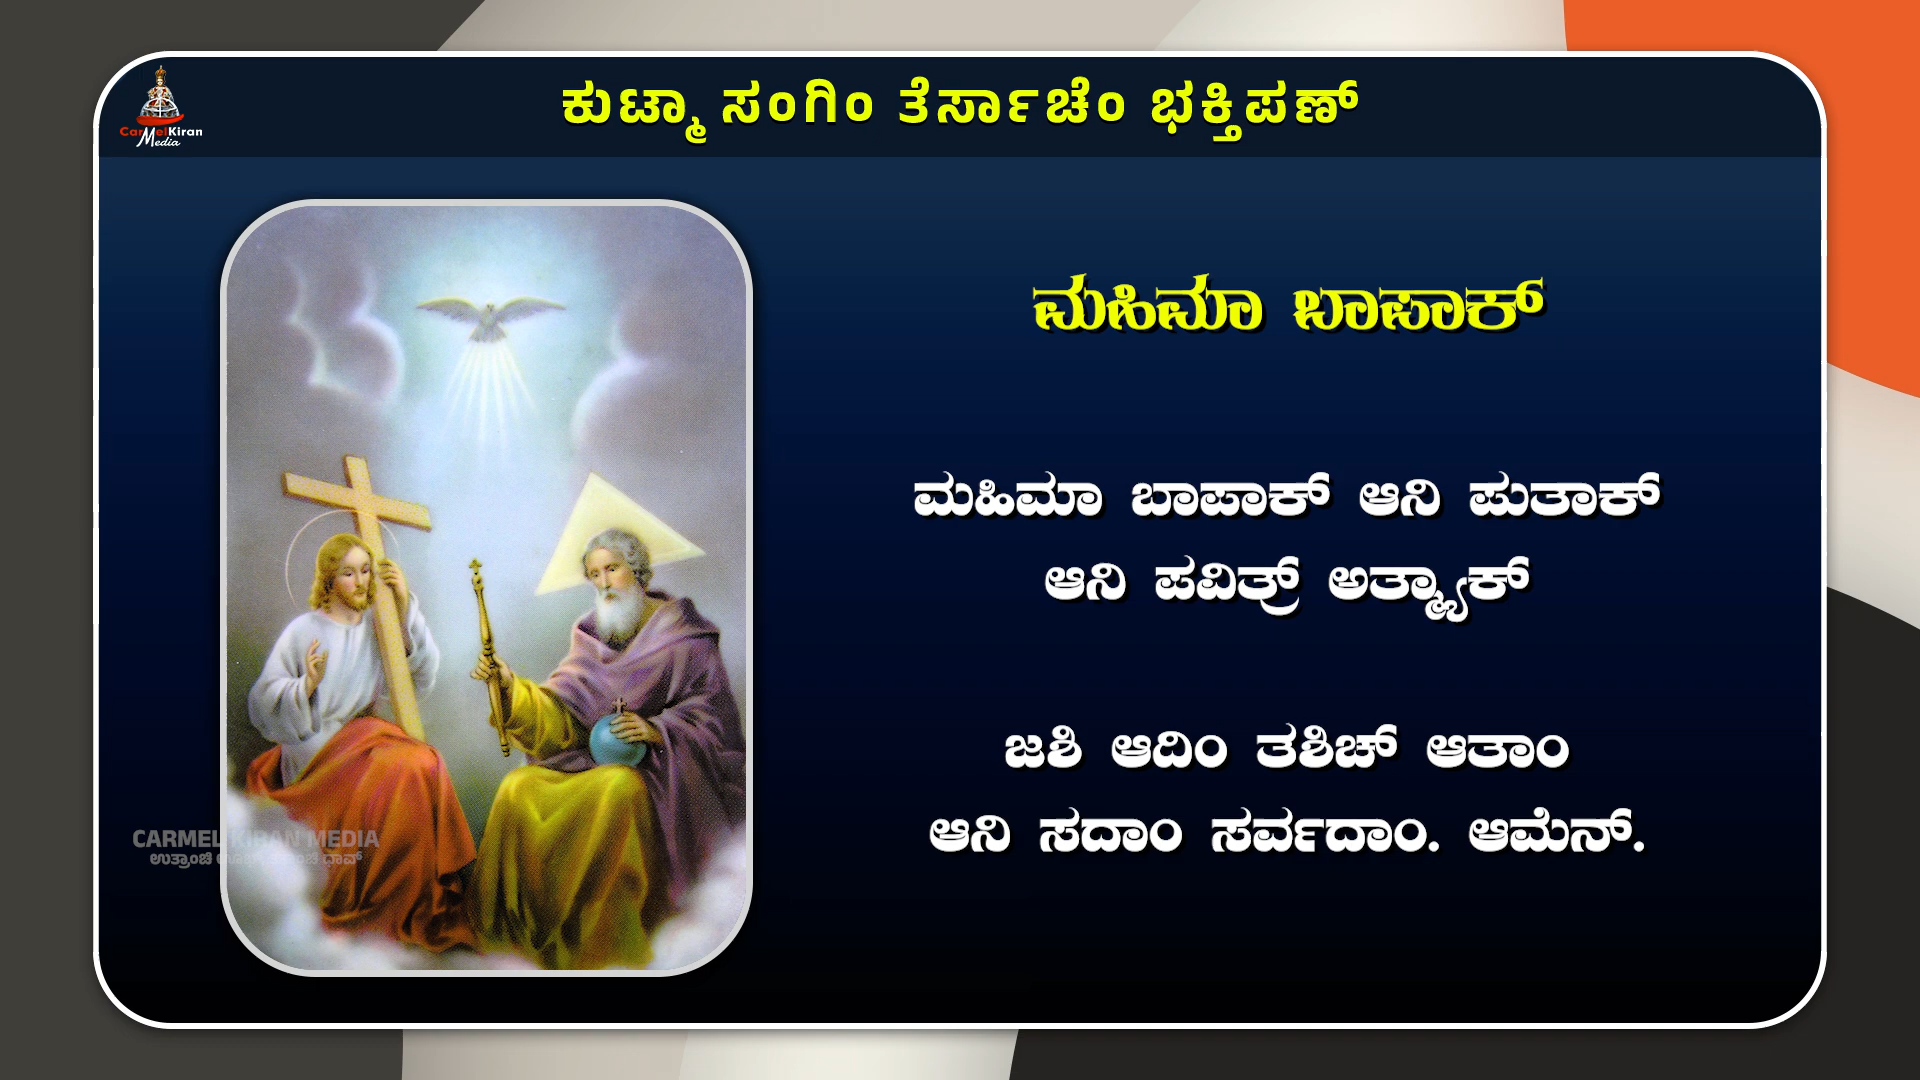 ಕುಟ್ಮಾ ಸಂಗಿಂ ತೆರ್ಸಾಚೆಂ ಭಕ್ತಿಪಣ್
CarMelKiran
Media
ಮಹಿಮಾ ಬಾಪಾಕ್
ಮಹಿಮಾ ಬಾಪಾಕ್ ಆನಿ ಪುತಾಕ್
ಆನಿ ಪವಿತ್ರ್ ಅತ್ಮ್ಯಾಕ್
ಜಶಿ ಆದಿಂ ತಶಿಚ್ ಆತಾಂ
ಆನಿ ಸದಾಂ ಸರ್ವದಾಂ. ಆಮೆನ್.
CARMEL KIRAN MEDIA
ಉತ್ರಾಂಚಿ